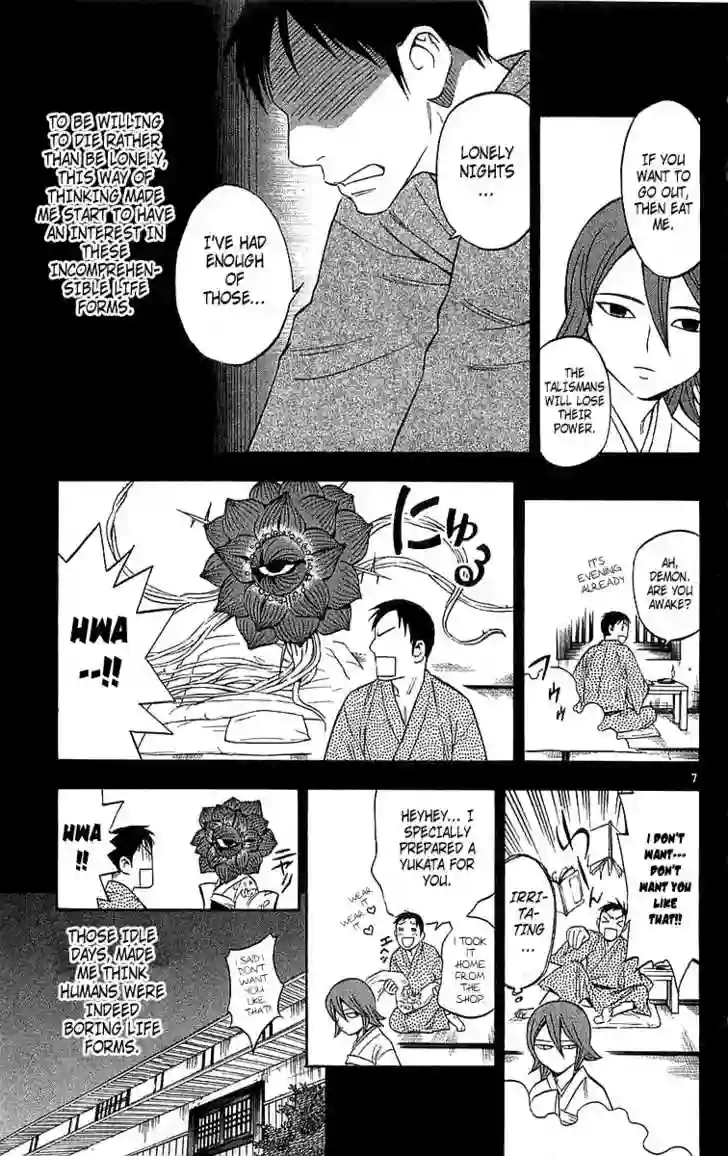 IF YOU
WANT TO
GO OUT,
THEN EAT
ME.
THE
TALISMANS
WILL LOSE
THEIR
POWER.
LONELY
NIGHTS
...
I'VE HAD
ENOUGH
OF
THOSE...
TO BE WILLING
TO DIE RATHER
THAN BE LONELY,
THIS WAY OF
THINKING MADE
ME START TO HAVE
AN INTEREST IN
THESE
INCOMPREHEN-
SIBLE LIFE
FORMS.
AH,
DEMON.
ARE YOU
AWAKE?
IT'S
EVENING
ALREADY
にゅる
HWA
--!!
7
I DON'T
WANT---
DON'T
WANT YOU
LIKE
THAT!!
IRRI-
TA-
TING
...
HEYHEY... I
SPECIALLY
PREPARED
A
YUKATA FOR
YOU.
WEAR
IT
WEAR
IT
I TOOK
IT
HOME
FROM
THE
SHOP.
HWA
!!
SAID I
DON'T
WANT
YOU
LIKE
THAT!
THOSE IDLE
DAYS, MADE
ME THINK
HUMANS WERE
INDEED
BORING LIFE
FORMS.